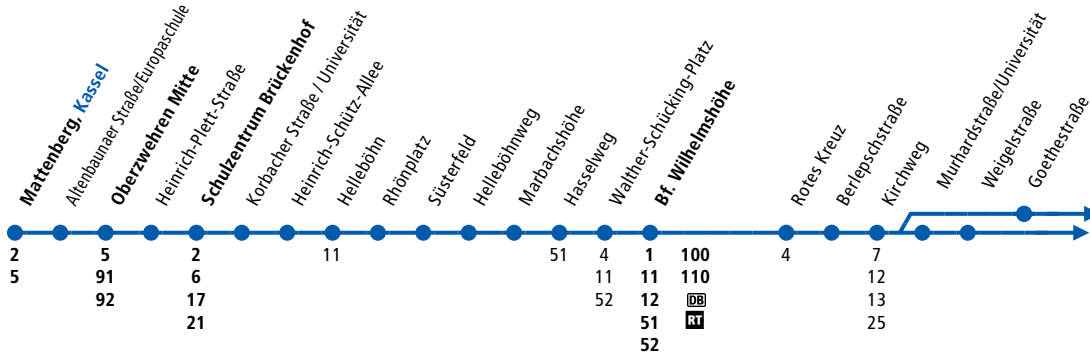 Mattenberg, Kassel
Altenbaunaer Straße/Europaschule
Oberzwehren Mitte
Heinrich-Plett-Straße
Schulzentrum Brückenhof
Korbacher Straße / Universität
Heinrich-Schütz-Allee
Helleböhn
Rhönplatz
Süsterfeld
Helleböhnweg
Marbachshöhe
Hasselweg
Walther-Schücking-Platz
Bf. Wilhelmshöhe
Rotes Kreuz
Berlepschstraße
Kirchweg
Murhardstraße/Universität
Weigelstraße
Goethestraße
2 5 2 11 51 4 1 100 4 7
5 91 6 11 11 110 12
92 17 52 12 DB 13
21 51 RT 25
52